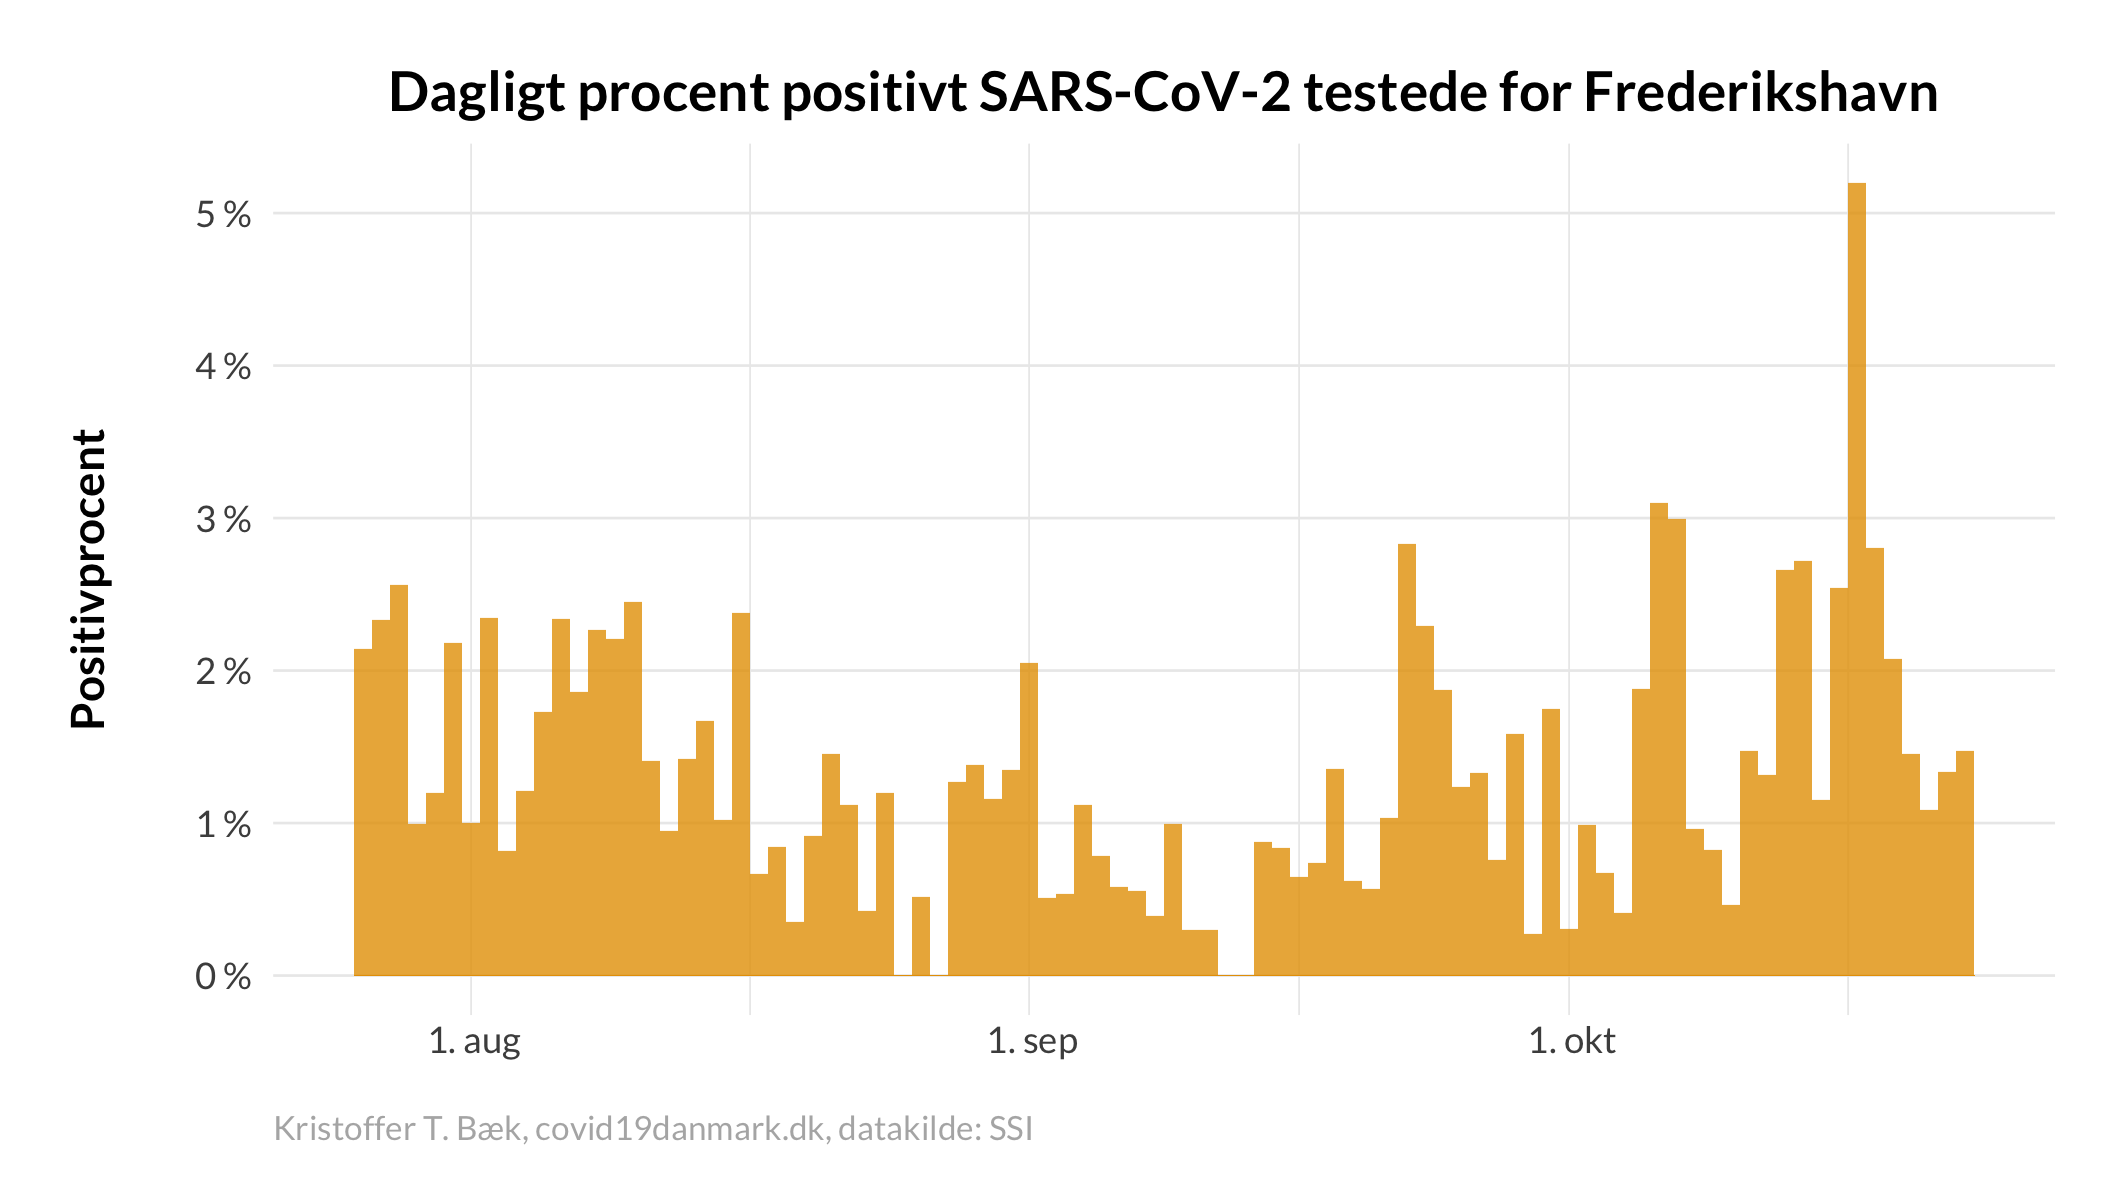 Dagligt procent positivt SARS-CoV-2 testede for Frederikshavn
Positivprocent
5 %
4 %
3 %
2 %
1 %
0 %
1. aug
1. sep
1. okt
Kristoffer T. Bæk, covid19danmark.dk, datakilde: SSI